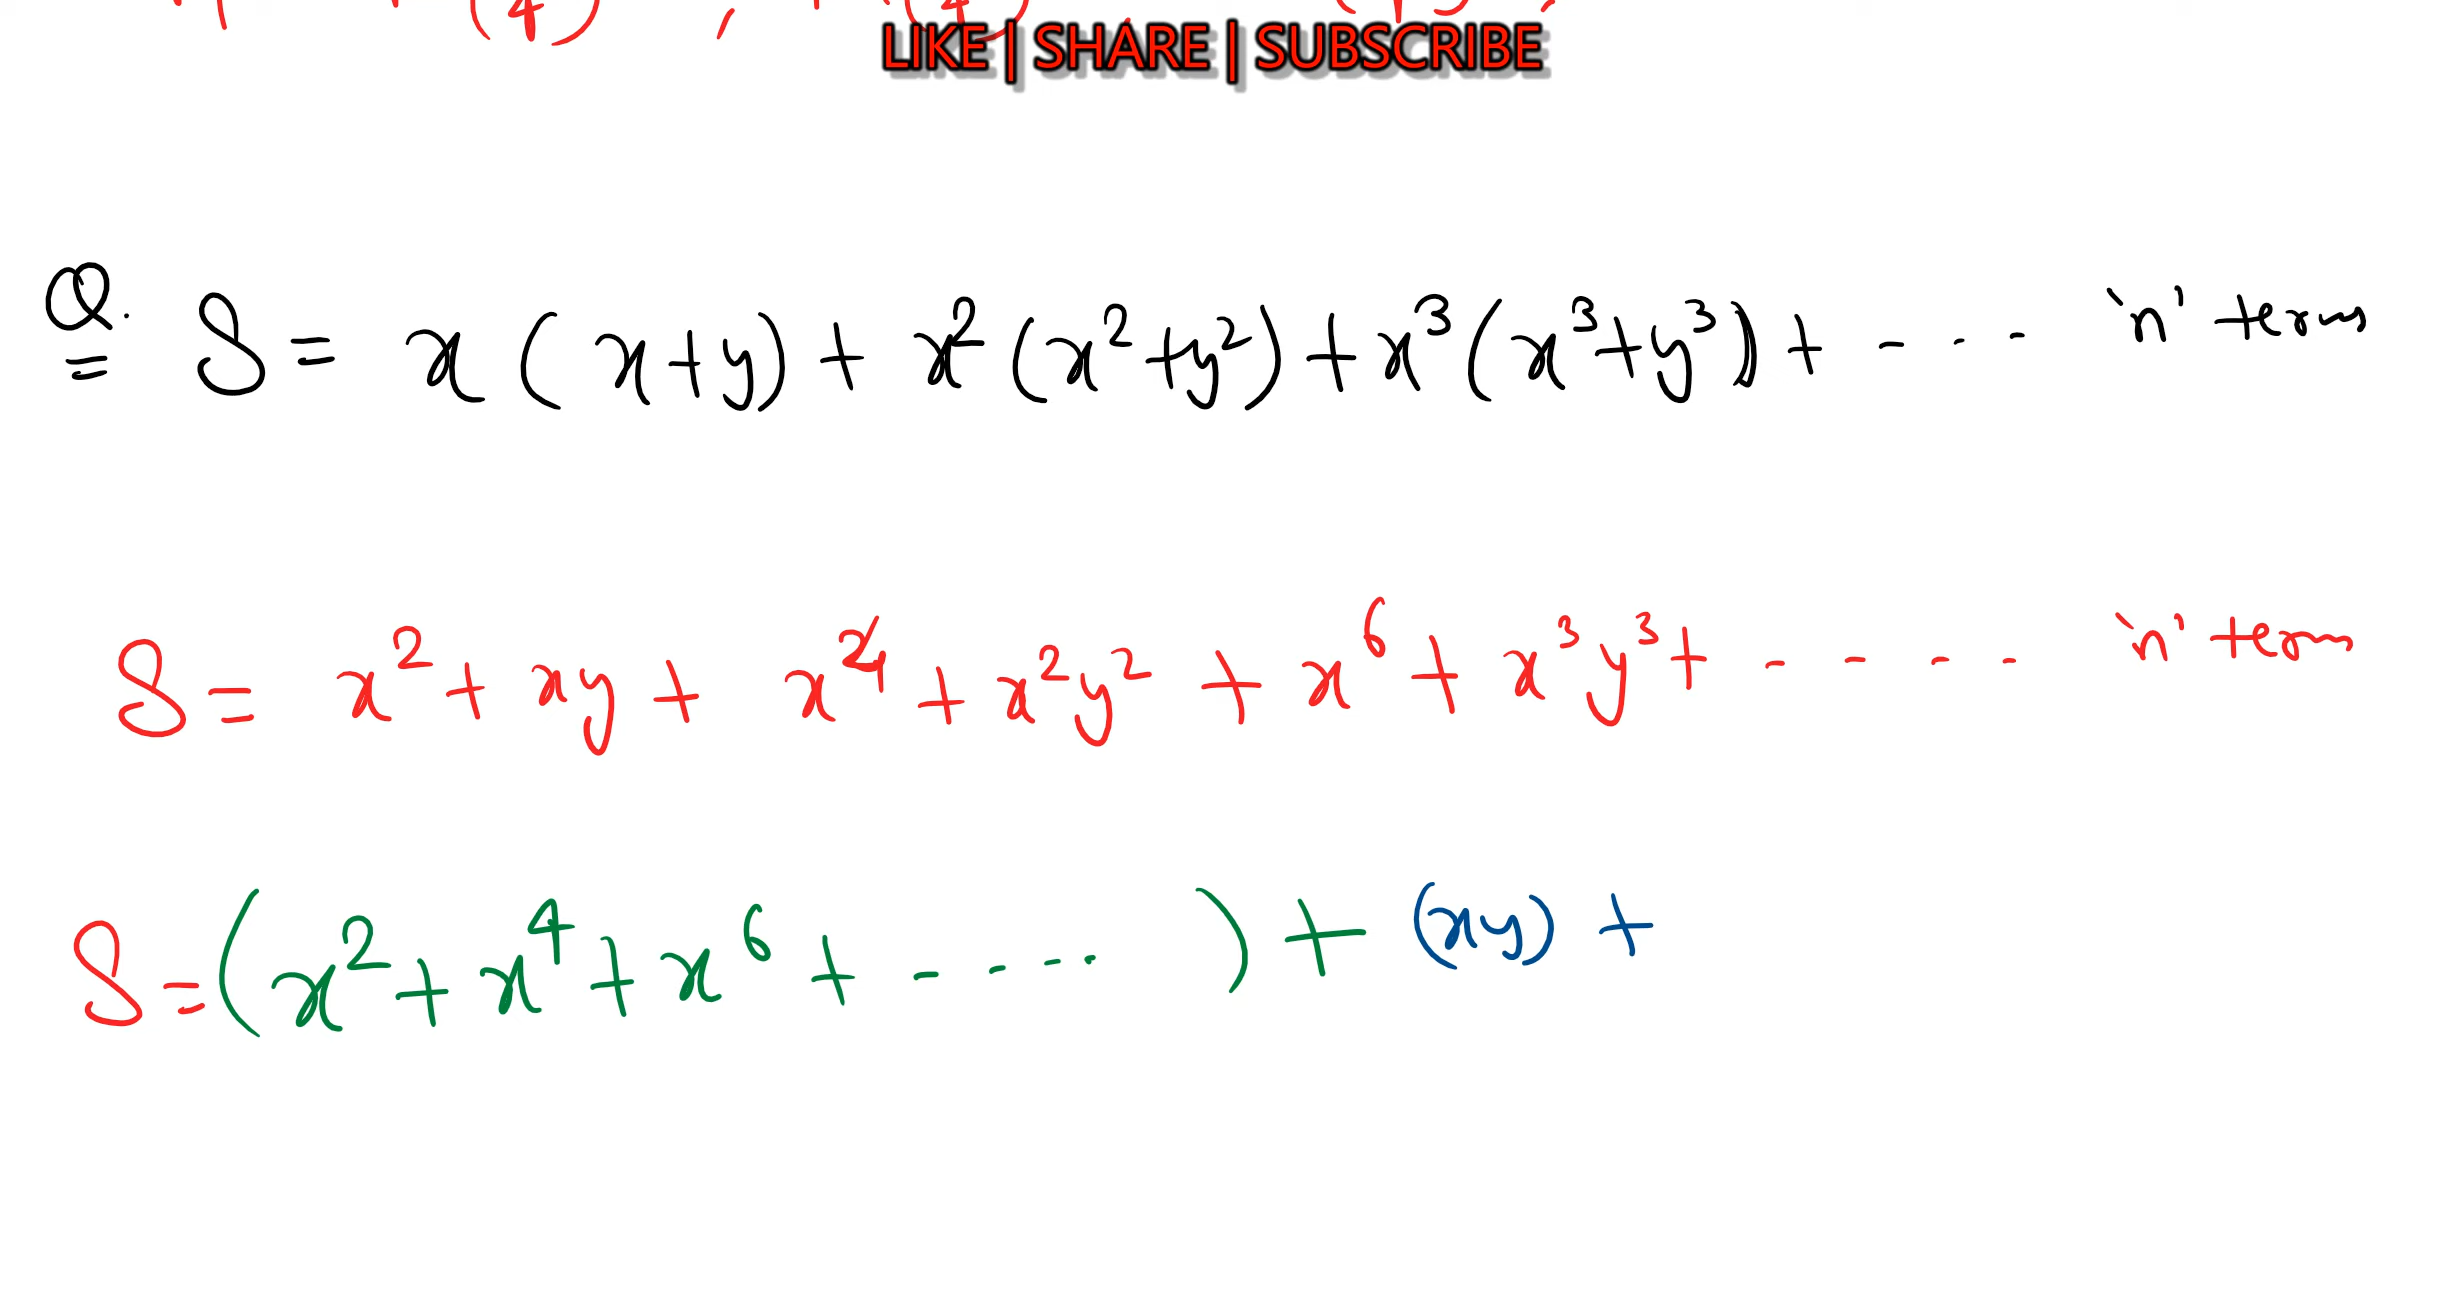 LIKE | SHARE | SUBSCRIBE
Q. S = x(x+y) + x²(x²+y²) + x³(x³+y³) + - - - 'n' terms
S = x² + xy + x⁴ + x²y² + x⁶ + x³y³ + - - - - 'n' terms
S = (x² + x⁴ + x⁶ + - - - - -) + (xy) +